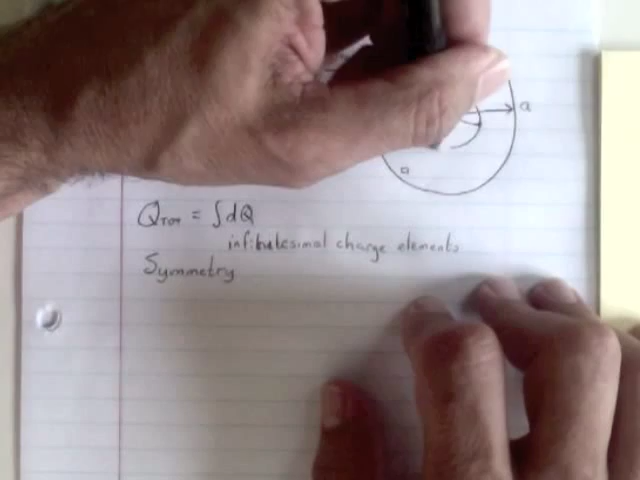 a
Q_TOT = ∫dQ
infinitesimal charge elements
Symmetry